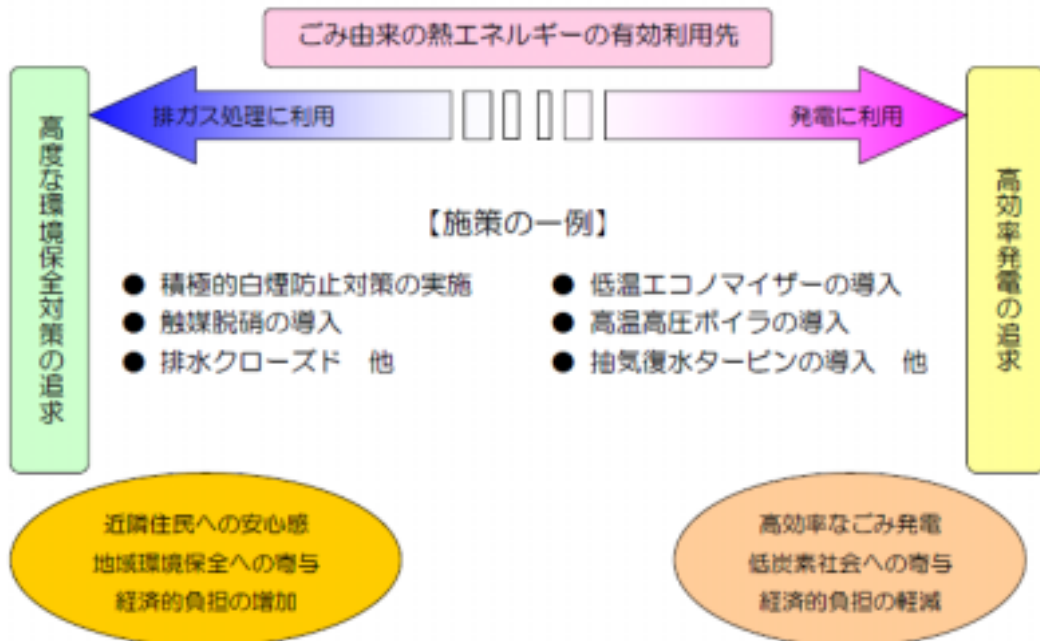 ごみ由来の熱エネルギーの有効利用先
排ガス処理に利用
発電に利用
高度な環境保全対策の追求
高効率発電の追求
【施策の一例】
● 積極的白煙防止対策の実施
● 触媒脱硝の導入
● 排水クローズド 他
● 低温エコノマイザーの導入
● 高温高圧ボイラの導入
● 抽気復水タービンの導入 他
近隣住民への安心感
地域環境保全への寄与
経済的負担の増加
高効率なごみ発電
低炭素社会への寄与
経済的負担の軽減